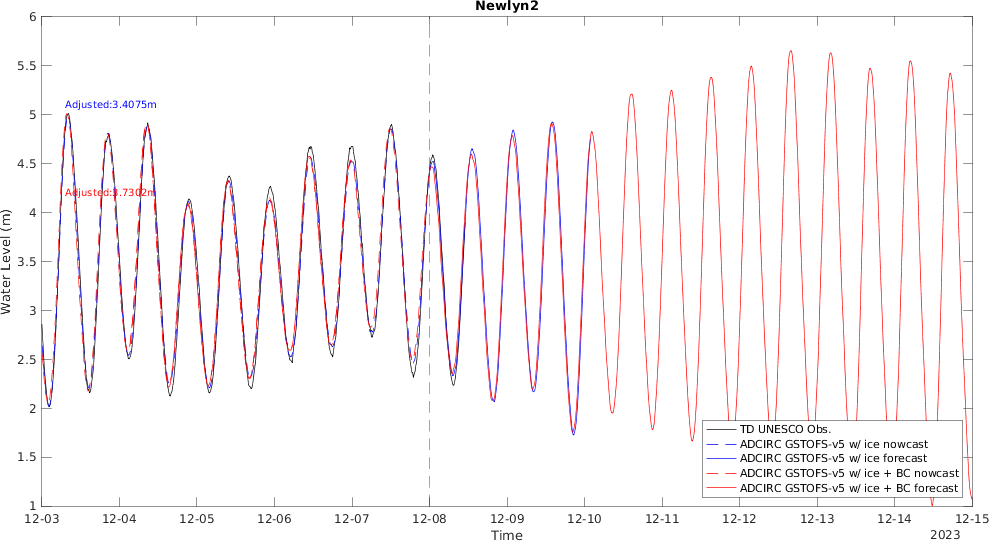 Newlyn2
6
5.5
5
4.5
4
3.5
3
2.5
2
1.5
1
Water Level (m)
Adjusted:3.4075m
Adjusted:3.7302m
TD UNESCO Obs.
ADCIRC GSTOFS-v5 w/ ice nowcast
ADCIRC GSTOFS-v5 w/ ice forecast
ADCIRC GSTOFS-v5 w/ ice + BC nowcast
ADCIRC GSTOFS-v5 w/ ice + BC forecast
12-03 12-04 12-05 12-06 12-07 12-08 12-09 12-10 12-11 12-12 12-13 12-14 12-15
Time
2023